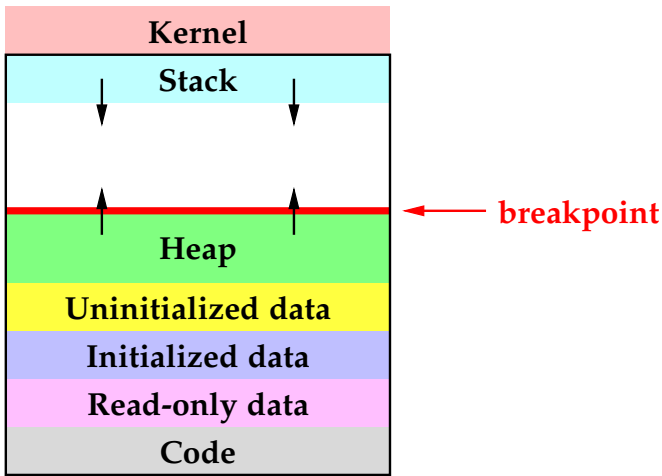 Kernel
Stack
breakpoint
Heap
Uninitialized data
Initialized data
Read-only data
Code